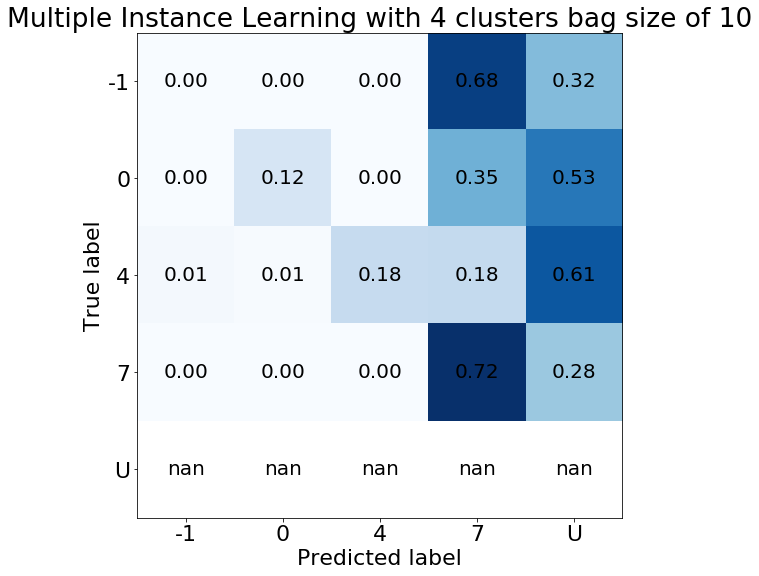 Multiple Instance Learning with 4 clusters bag size of 10
-1 0.00 0.00 0.00 0.68 0.32
0 0.00 0.12 0.00 0.35 0.53
4 0.01 0.01 0.18 0.18 0.61
7 0.00 0.00 0.00 0.72 0.28
U nan nan nan nan nan
True label
-1 0 4 7 U
Predicted label